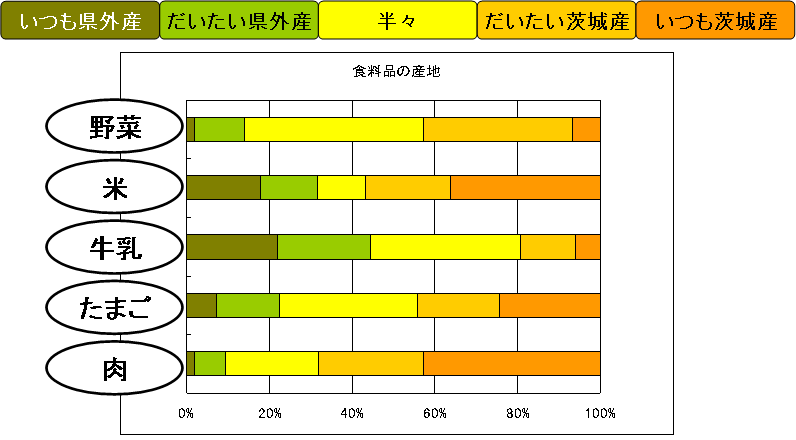 いつも県外産 だいたい県外産 半々 だいたい茨城産 いつも茨城産
食料品の産地
野菜
米
牛乳
たまご
肉
0% 20% 40% 60% 80% 100%